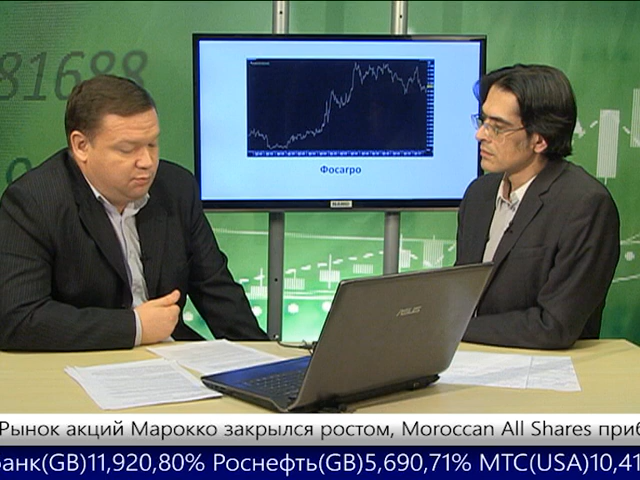 81688
Фосагро
ASUS
Рынок акций Марокко закрылся ростом, Moroccan All Shares приб
Банк(GB)11,920,80% Роснефть(GB)5,690,71% МТС(USA)10,41